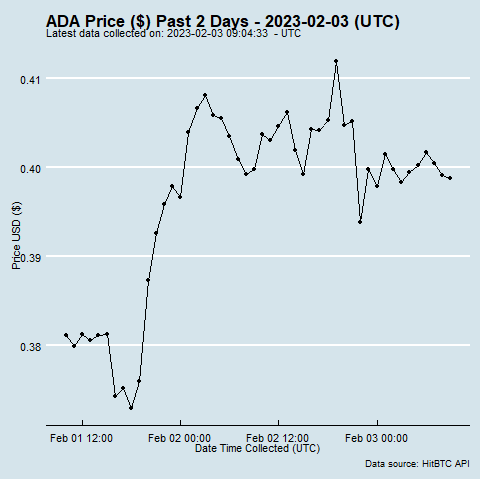 ADA Price ($) Past 2 Days - 2023-02-03 (UTC)
Latest data collected on: 2023-02-03 09:04:33 - UTC
0.41
0.40
0.39
0.38
Price USD ($)
Feb 01 12:00
Feb 02 00:00
Feb 02 12:00
Feb 03 00:00
Date Time Collected (UTC)
Data source: HitBTC API